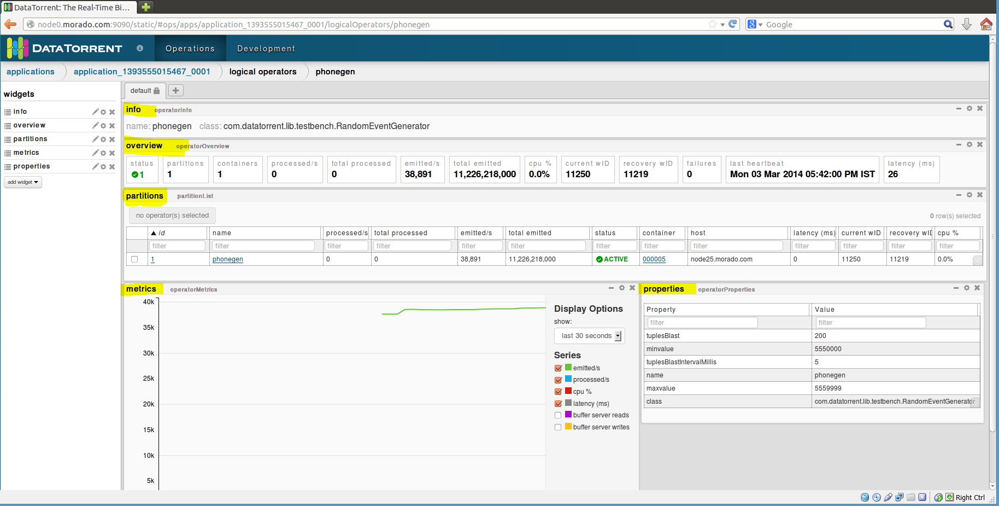 DataTorrent: The Real-Time Bi...
node0.morado.com:9090/static/#ops/apps/application_1393555015467_0001/logicalOperators/phonegen
Google
DATATORRENT
Operations
Development
applications
application_1393555015467_0001
logical operators
phonegen
widgets
info
overview
partitions
metrics
properties
add widget
default
info operatorInfo
name: phonegen class: com.datatorrent.lib.testbench.RandomEventGenerator
overview operatorOverview
status partitions containers processed/s total processed emitted/s total emitted cpu % current wID recovery wID failures last heartbeat latency (ms)
1 1 1 0 0 38,891 11,226,218,000 0.0% 11250 11219 0 Mon 03 Mar 2014 05:42:00 PM IST 26
partitions partitionList
no operator(s) selected
0 row(s) selected
id name processed/s total processed emitted/s total emitted status container host latency (ms) current wID recovery wID cpu %
filter filter filter filter filter filter filter filter filter filter filter filter filter
1 phonegen 0 0 38,891 11,226,218,000 ACTIVE 000005 node25.morado.com 0 11250 11219 0.0%
metrics operatorMetrics
40k
35k
30k
25k
20k
15k
10k
5k
Display Options
show:
last 30 seconds
Series
emitted/s
processed/s
cpu %
latency (ms)
buffer server reads
buffer server writes
properties operatorProperties
Property Value
filter filter
tuplesBlast 200
minvalue 5550000
tuplesBlastIntervalMillis 5
name phonegen
maxvalue 5559999
class com.datatorrent.lib.testbench.RandomEventGenerator
Right Ctrl